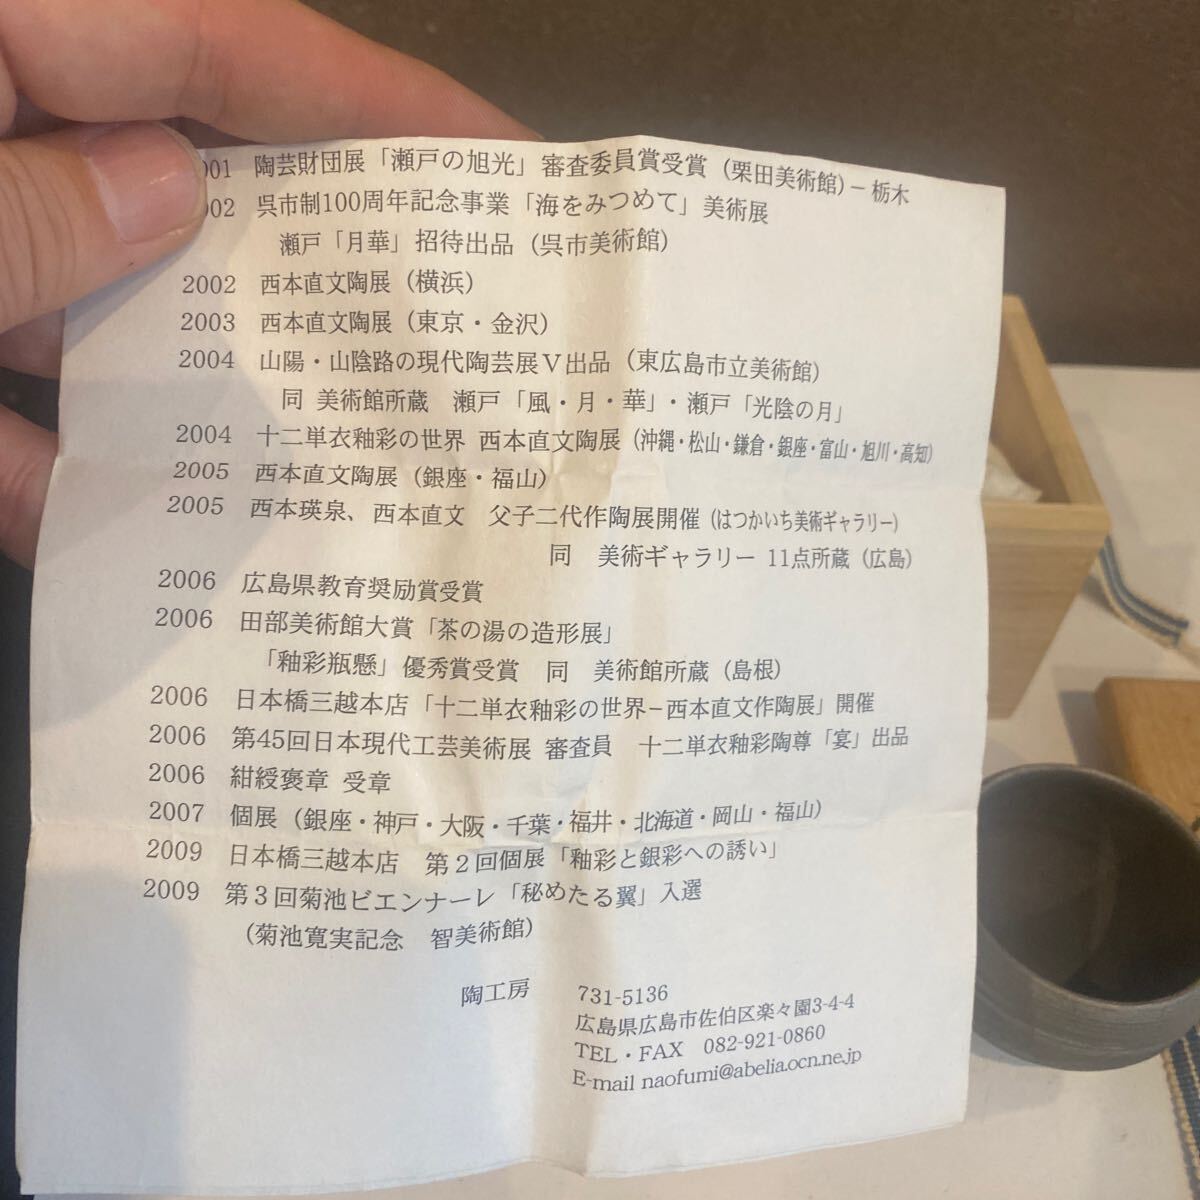 001 陶芸財団展「瀬戸の旭光」審査委員賞受賞（栗田美術館）－栃木
002 呉市制100周年記念事業「海をみつめて」美術展
瀬戸「月華」招待出品（呉市美術館）
2002 西本直文陶展（横浜）
2003 西本直文陶展（東京・金沢）
2004 山陽・山陰路の現代陶芸展Ⅴ出品（東広島市立美術館）
同 美術館所蔵 瀬戸「風・月・華」・瀬戸「光陰の月」
2004 十二単衣釉彩の世界 西本直文陶展（沖縄・松山・鎌倉・銀座・富山・旭川・高知）
2005 西本直文陶展（銀座・福山）
2005 西本瑛泉、西本直文 父子二代作陶展開催（はつかいち美術ギャラリー）
同 美術ギャラリー 11点所蔵（広島）
2006 広島県教育奨励賞受賞
2006 田部美術館大賞「茶の湯の造形展」
「釉彩瓶懸」優秀賞受賞 同 美術館所蔵（島根）
2006 日本橋三越本店「十二単衣釉彩の世界－西本直文作陶展」開催
2006 第45回日本現代工芸美術展 審査員 十二単衣釉彩陶尊「宴」出品
2006 紺綬褒章 受章
2007 個展（銀座・神戸・大阪・千葉・福井・北海道・岡山・福山）
2009 日本橋三越本店 第２回個展「釉彩と銀彩への誘い」
2009 第３回菊池ビエンナーレ「秘めたる翼」入選
（菊池寛実記念 智美術館）
陶工房 731-5136
広島県広島市佐伯区楽々園3-4-4
TEL・FAX 082-921-0860
E-mail naofumi@abelia.ocn.ne.jp